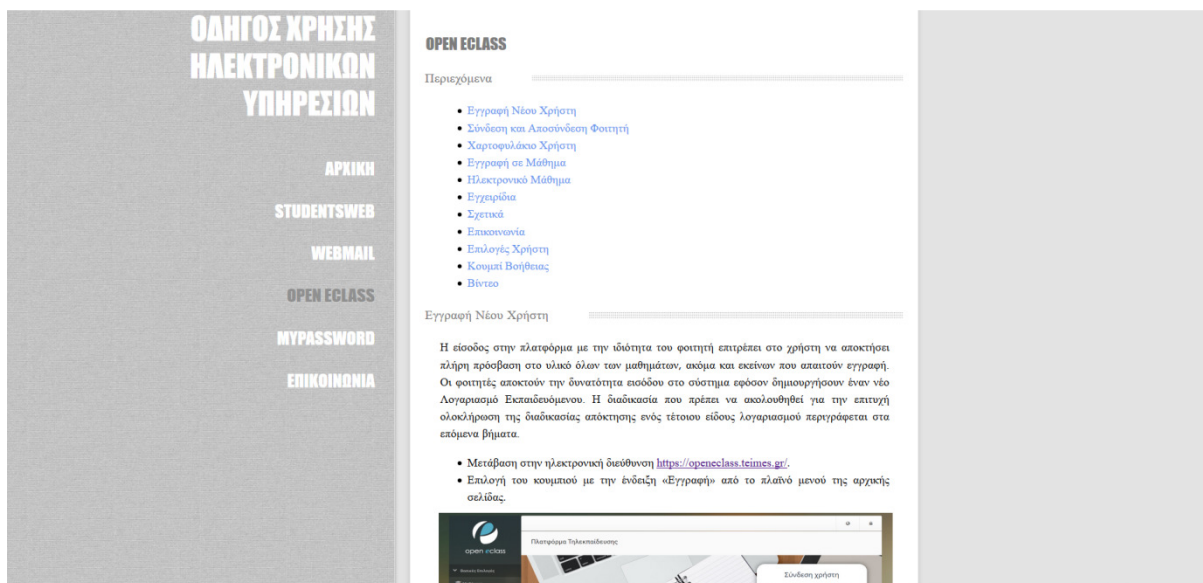 ΟΔΗΓΟΣ ΧΡΗΣΗΣ
ΗΛΕΚΤΡΟΝΙΚΩΝ
ΥΠΗΡΕΣΙΩΝ
ΑΡΧΙΚΗ
STUDENTSWEB
WEBMAIL
OPEN ECLASS
MYPASSWORD
ΕΠΙΚΟΙΝΩΝΙΑ
OPEN ECLASS
Περιεχόμενα
• Εγγραφή Νέου Χρήστη
• Σύνδεση και Αποσύνδεση Φοιτητή
• Χαρτοφυλάκιο Χρήστη
• Εγγραφή σε Μάθημα
• Ηλεκτρονικό Μάθημα
• Εγχειρίδια
• Σχετικά
• Επικοινωνία
• Επιλογές Χρήστη
• Κουμπί Βοήθειας
• Βίντεο
Εγγραφή Νέου Χρήστη
Η είσοδος στην πλατφόρμα με την ιδιότητα του φοιτητή επιτρέπει στο χρήστη να αποκτήσει
πλήρη πρόσβαση στο υλικό όλων των μαθημάτων, ακόμα και εκείνων που απαιτούν εγγραφή.
Οι φοιτητές αποκτούν την δυνατότητα εισόδου στο σύστημα εφόσον δημιουργήσουν έναν νέο
Λογαριασμό Εκπαιδευόμενου. Η διαδικασία που πρέπει να ακολουθηθεί για την επιτυχή
ολοκλήρωση της διαδικασίας απόκτησης ενός τέτοιου είδους λογαριασμού περιγράφεται στα
επόμενα βήματα.
• Μετάβαση στην ηλεκτρονική διεύθυνση https://openeclass.teimes.gr/.
• Επιλογή του κουμπιού με την ένδειξη «Εγγραφή» από το πλαϊνό μενού της αρχικής
σελίδας.
open eclass
Πλατφόρμα Τηλεκπαίδευσης
Βασικές Επιλογές
Σύνδεση χρήστη